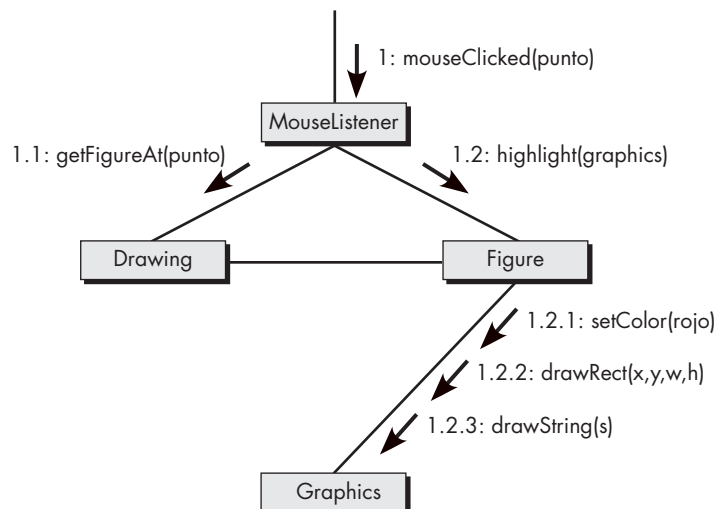 1: mouseClicked(punto)
MouseListener
1.1: getFigureAt(punto)
1.2: highlight(graphics)
Drawing
Figure
1.2.1: setColor(rojo)
1.2.2: drawRect(x,y,w,h)
1.2.3: drawString(s)
Graphics